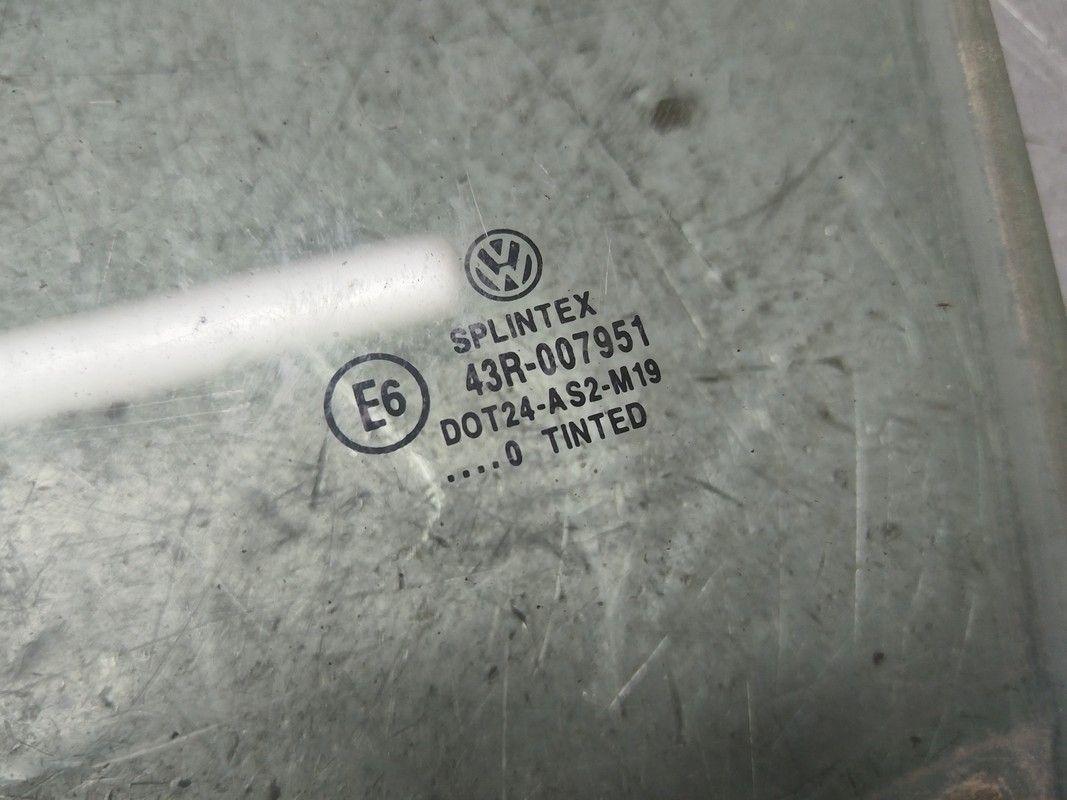 SPLINTEX
43R-007951
E6
DOT24-AS2-M19
....0 TINTED